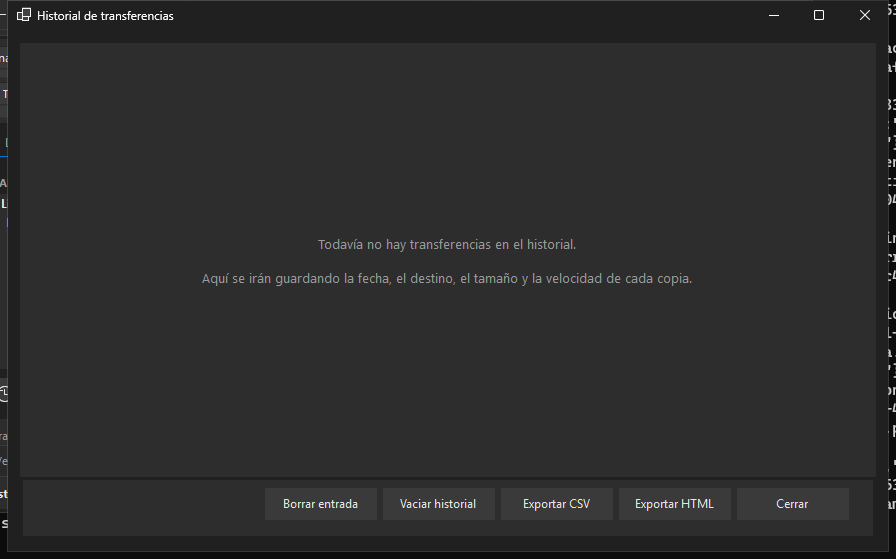 Historial de transferencias
Todavía no hay transferencias en el historial.
Aquí se irán guardando la fecha, el destino, el tamaño y la velocidad de cada copia.
Borrar entrada
Vaciar historial
Exportar CSV
Exportar HTML
Cerrar